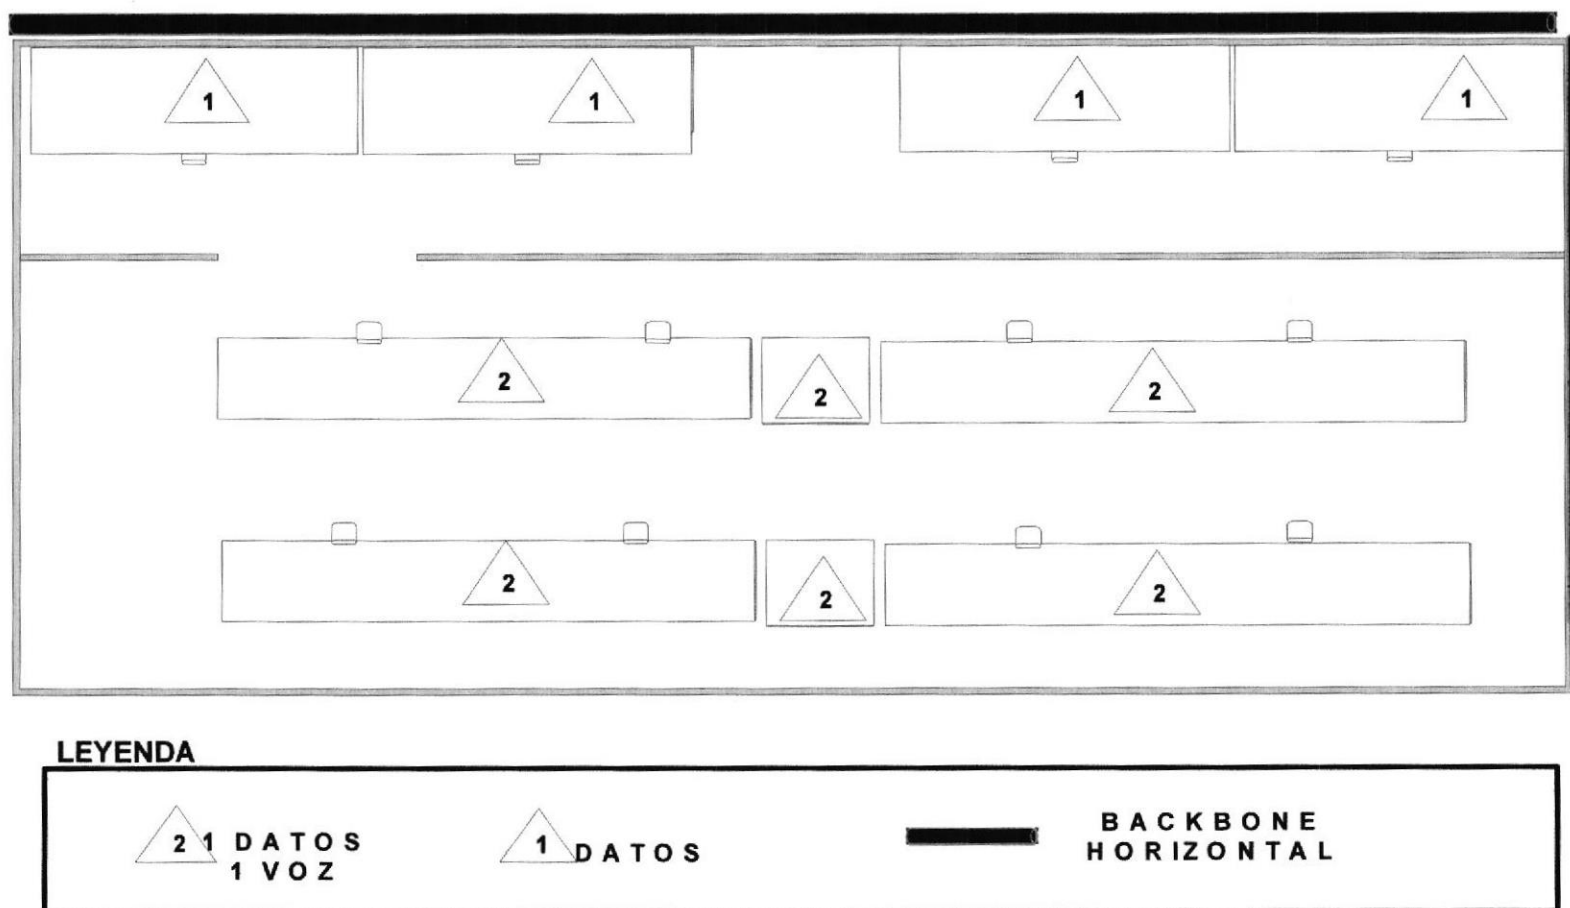 1 1 1 1
2 2 2
2 2 2
LEYENDA
2 1 DATOS
1 VOZ
1 DATOS
BACKBONE
HORIZONTAL